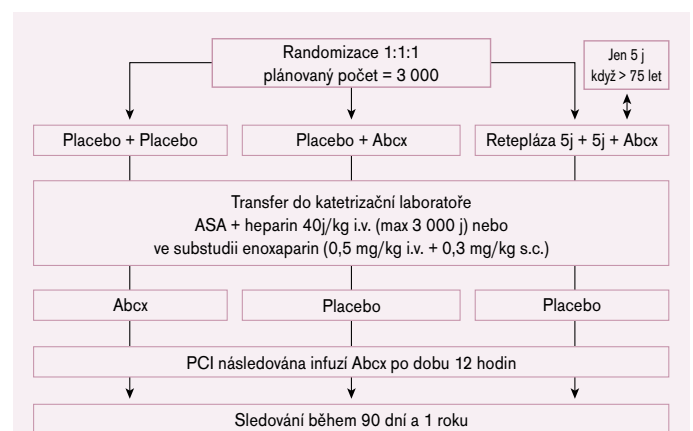 Randomizace 1:1:1
plánovaný počet = 3 000
Jen 5 j
když > 75 let
Placebo + Placebo
Placebo + Abcx
Retepláza 5j + 5j + Abcx
Transfer do katetrizační laboratoře
ASA + heparin 40j/kg i.v. (max 3 000 j) nebo
ve substudii enoxaparin (0,5 mg/kg i.v. + 0,3 mg/kg s.c.)
Abcx
Placebo
Placebo
PCI následována infuzí Abcx po dobu 12 hodin
Sledování během 90 dní a 1 roku